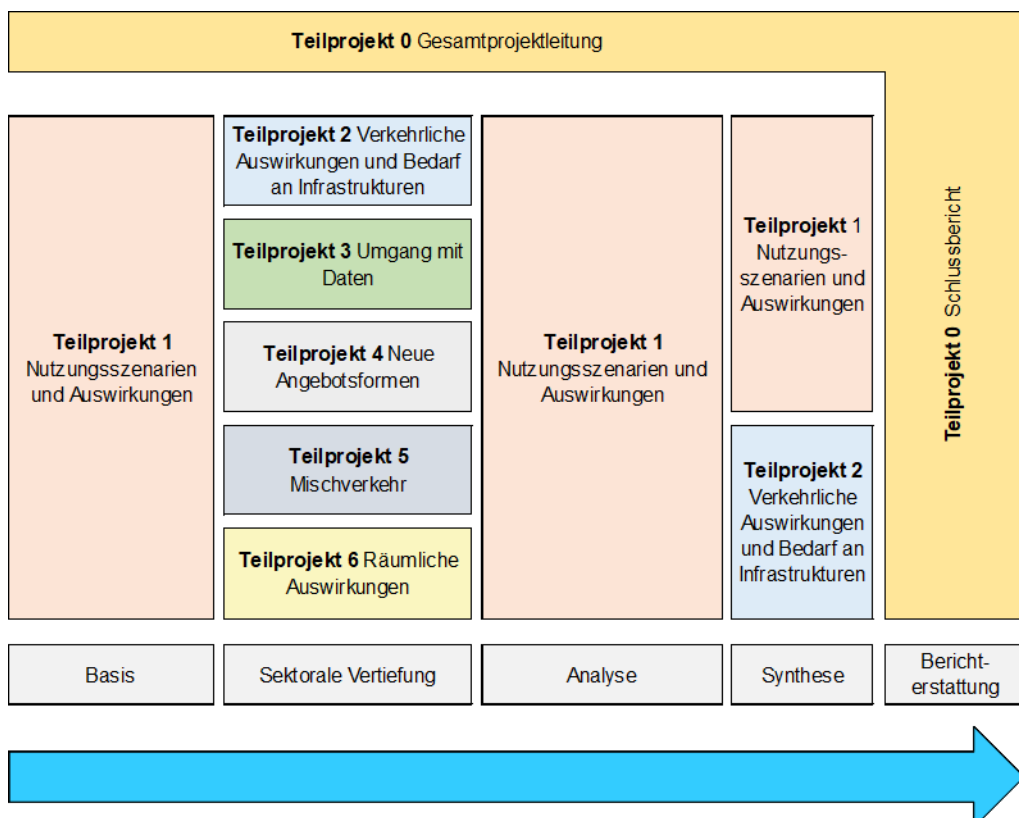 Teilprojekt 0 Gesamtprojektleitung
Teilprojekt 1
Nutzungsszenarien
und Auswirkungen
Teilprojekt 2 Verkehrliche
Auswirkungen und Bedarf
an Infrastrukturen
Teilprojekt 3 Umgang mit
Daten
Teilprojekt 4 Neue
Angebotsformen
Teilprojekt 5
Mischverkehr
Teilprojekt 6 Räumliche
Auswirkungen
Teilprojekt 1
Nutzungsszenarien und
Auswirkungen
Teilprojekt 1
Nutzungs-
szenarien und
Auswirkungen
Teilprojekt 2
Verkehrliche
Auswirkungen
und Bedarf an
Infrastrukturen
Teilprojekt 0 Schlussbericht
Basis
Sektorale Vertiefung
Analyse
Synthese
Bericht-
erstattung